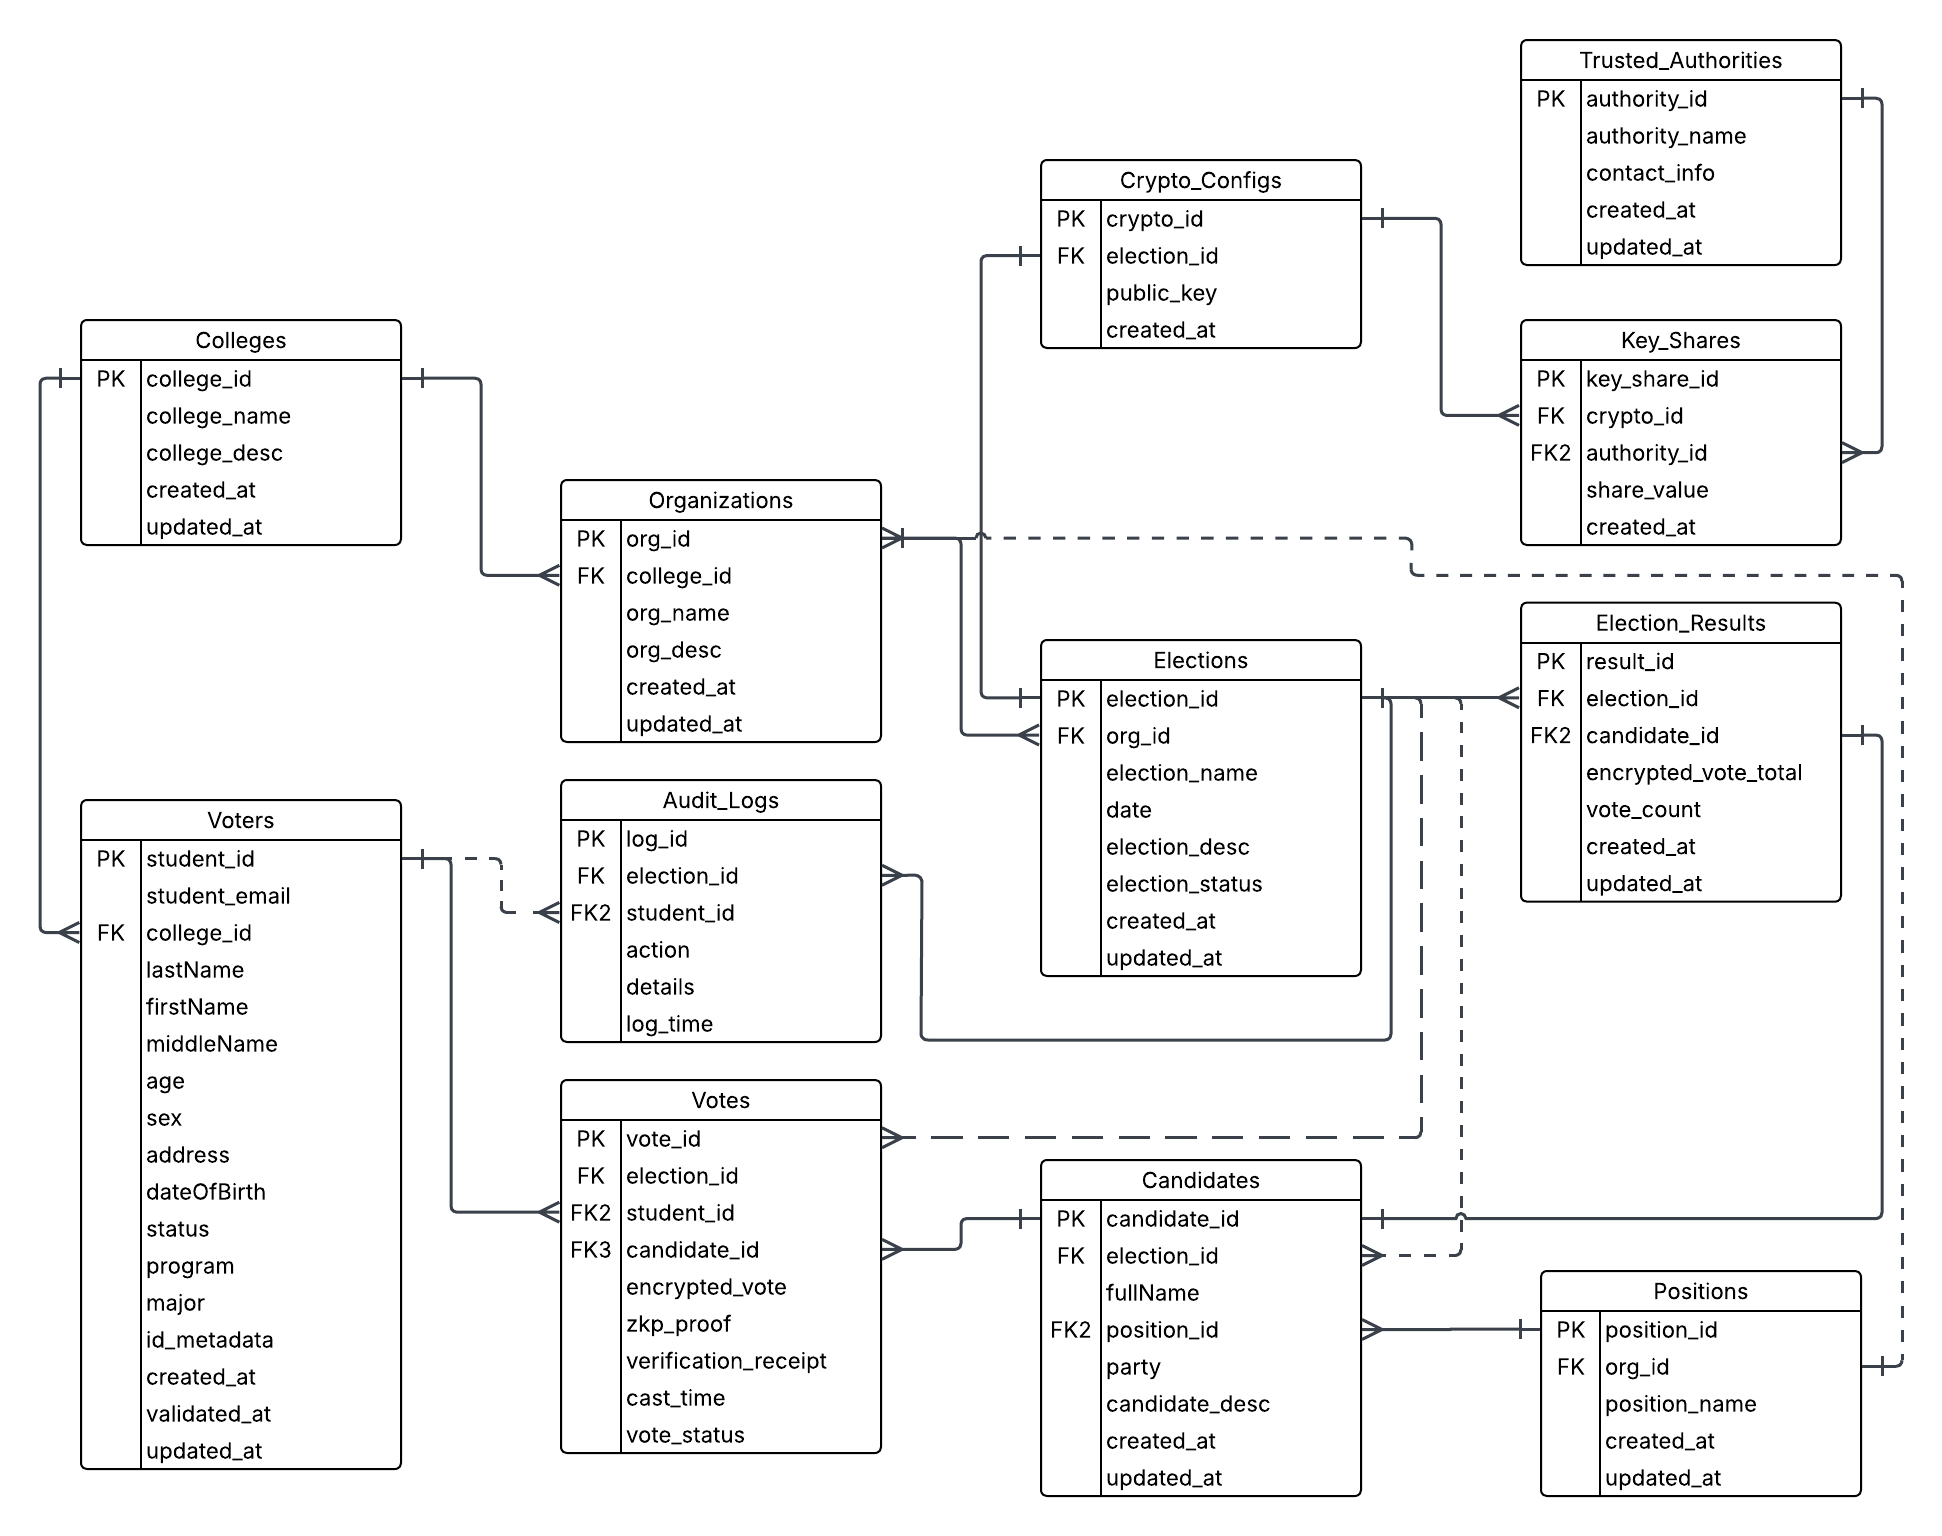 Trusted_Authorities
PK authority_id
authority_name
contact_info
created_at
updated_at
Crypto_Configs
PK crypto_id
FK election_id
public_key
created_at
Colleges
PK college_id
college_name
college_desc
created_at
updated_at
Key_Shares
PK key_share_id
FK crypto_id
FK2 authority_id
share_value
created_at
Organizations
PK org_id
FK college_id
org_name
org_desc
created_at
updated_at
Elections
PK election_id
FK org_id
election_name
date
election_desc
election_status
created_at
updated_at
Election_Results
PK result_id
FK election_id
FK2 candidate_id
encrypted_vote_total
vote_count
created_at
updated_at
Voters
PK student_id
student_email
FK college_id
lastName
firstName
middleName
age
sex
address
dateOfBirth
status
program
major
id_metadata
created_at
validated_at
updated_at
Audit_Logs
PK log_id
FK election_id
FK2 student_id
action
details
log_time
Votes
PK vote_id
FK election_id
FK2 student_id
FK3 candidate_id
encrypted_vote
zkp_proof
verification_receipt
cast_time
vote_status
Candidates
PK candidate_id
FK election_id
fullName
FK2 position_id
party
candidate_desc
created_at
updated_at
Positions
PK position_id
FK org_id
position_name
created_at
updated_at